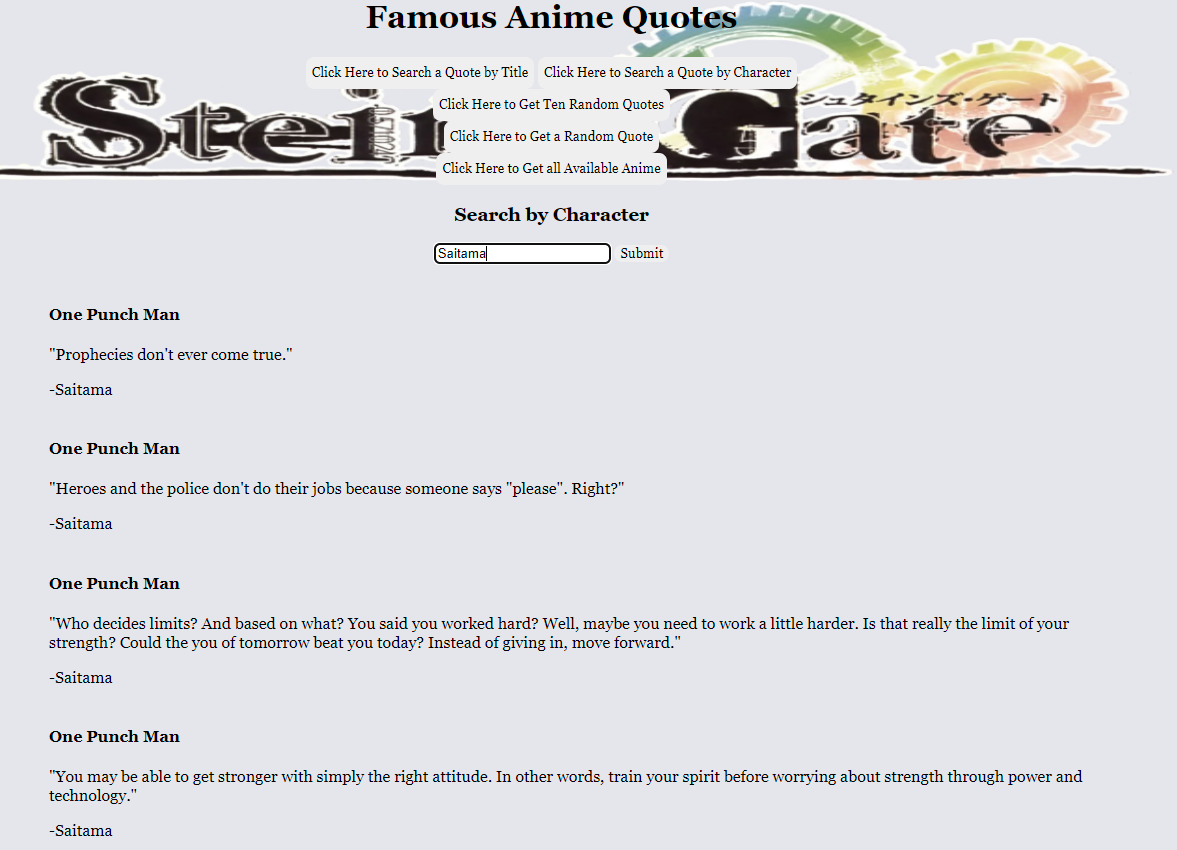 Famous Anime Quotes
Click Here to Search a Quote by Title Click Here to Search a Quote by Character
Click Here to Get Ten Random Quotes
シュタインズ・ゲート
Stein Gate
Click Here to Get a Random Quote
Click Here to Get all Available Anime
Search by Character
Saitama Submit
One Punch Man
"Prophecies don't ever come true."
-Saitama
One Punch Man
"Heroes and the police don't do their jobs because someone says "please". Right?"
-Saitama
One Punch Man
"Who decides limits? And based on what? You said you worked hard? Well, maybe you need to work a little harder. Is that really the limit of your
strength? Could the you of tomorrow beat you today? Instead of giving in, move forward."
-Saitama
One Punch Man
"You may be able to get stronger with simply the right attitude. In other words, train your spirit before worrying about strength through power and
technology."
-Saitama